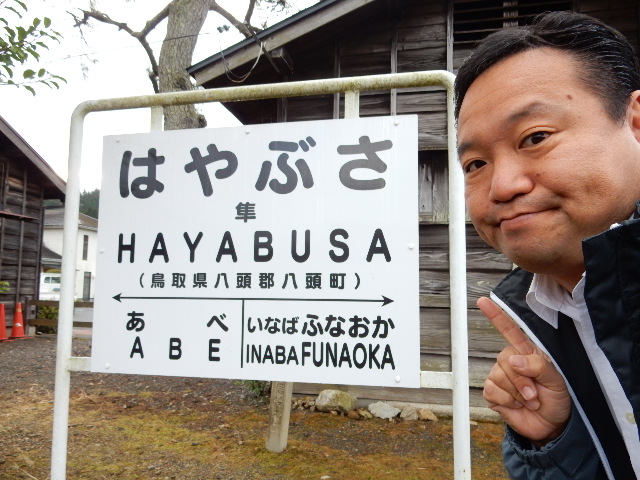 はやぶさ
隼
HAYABUSA
(鳥取県八頭郡八頭町)
あべ いなばふなおか
ABE INABAFUNAOKA